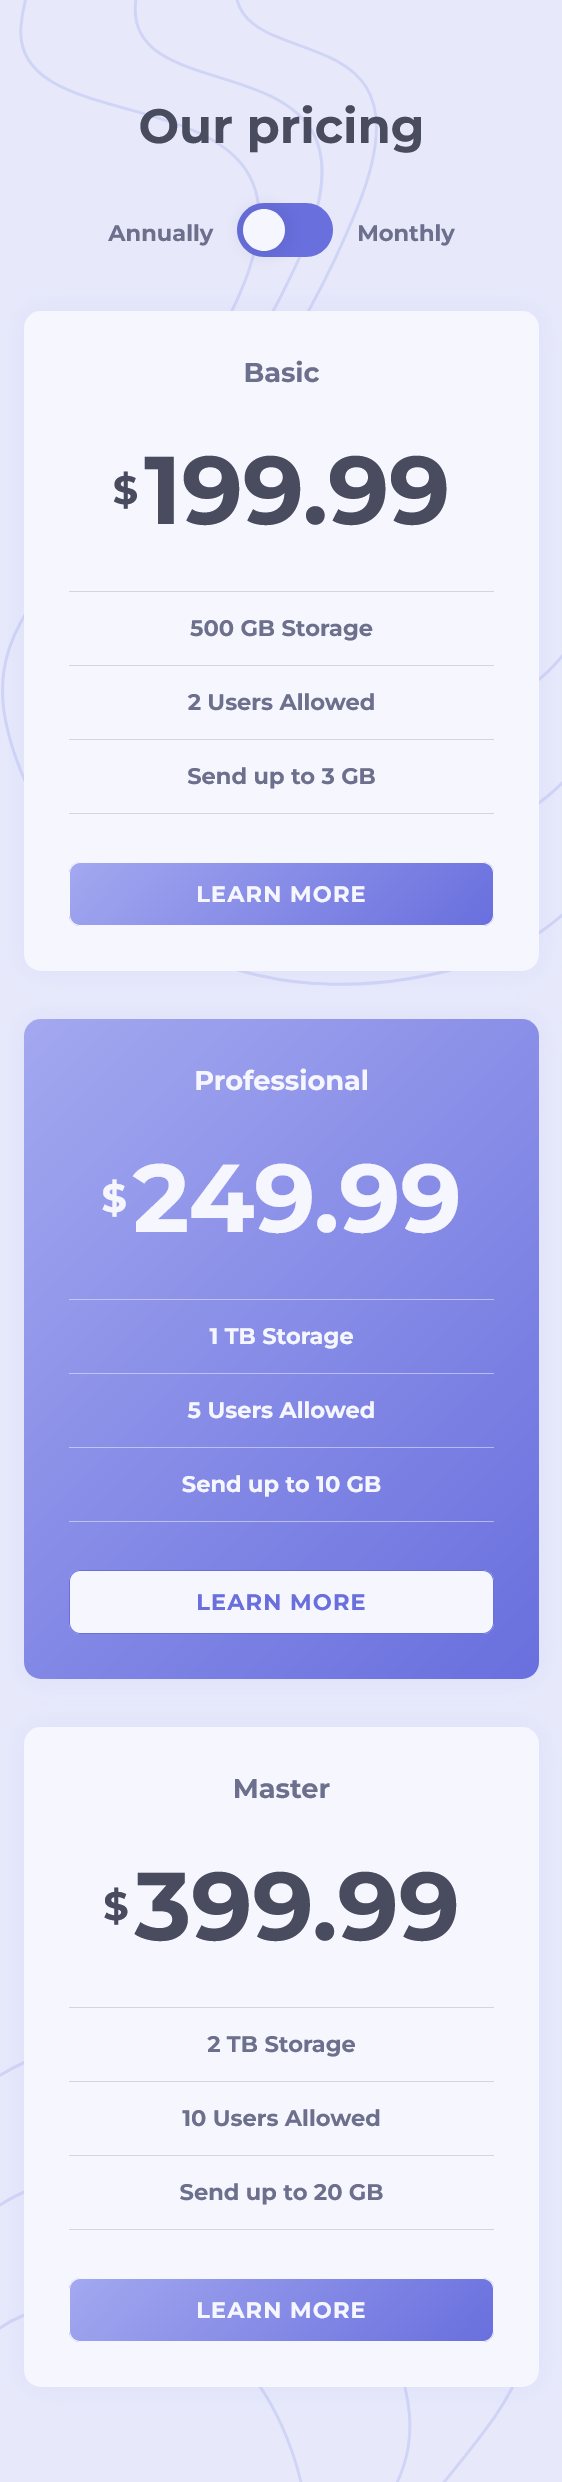 Our pricing
Annually Monthly
Basic
$199.99
500 GB Storage
2 Users Allowed
Send up to 3 GB
LEARN MORE
Professional
$249.99
1 TB Storage
5 Users Allowed
Send up to 10 GB
LEARN MORE
Master
$399.99
2 TB Storage
10 Users Allowed
Send up to 20 GB
LEARN MORE